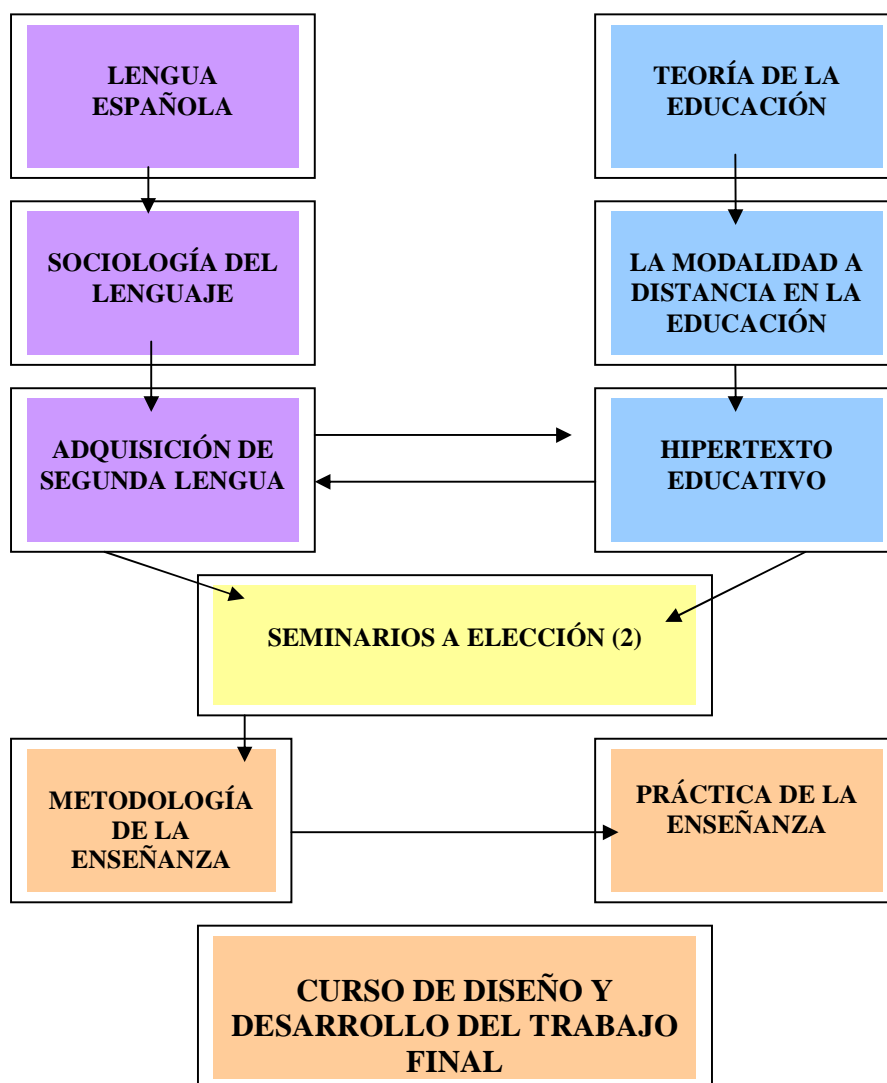 LENGUA
ESPAÑOLA
TEORÍA DE LA
EDUCACIÓN
SOCIOLOGÍA DEL
LENGUAJE
LA MODALIDAD A
DISTANCIA EN LA
EDUCACIÓN
ADQUISICIÓN DE
SEGUNDA LENGUA
HIPERTEXTO
EDUCATIVO
SEMINARIOS A ELECCIÓN (2)
METODOLOGÍA
DE LA
ENSEÑANZA
PRÁCTICA DE LA
ENSEÑANZA
CURSO DE DISEÑO Y
DESARROLLO DEL TRABAJO
FINAL